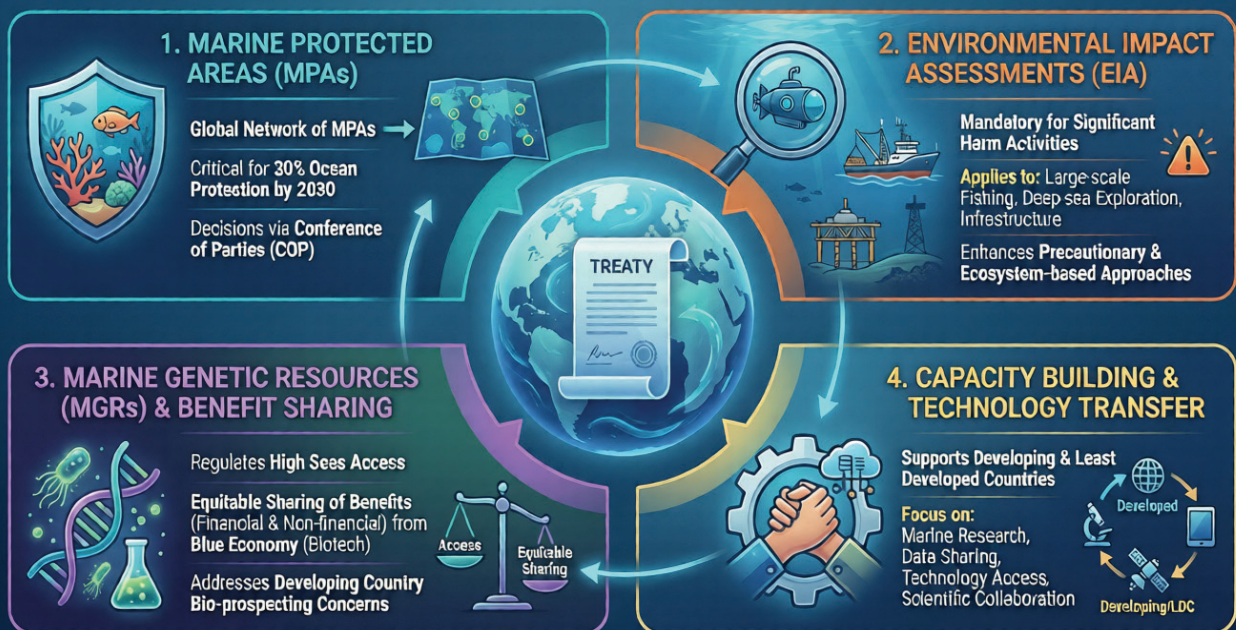 1. MARINE PROTECTED
AREAS (MPAs)
Global Network of MPAs
Critical for 30% Ocean
Protection by 2030
Decisions via Conference
of Parties (COP)
2. ENVIRONMENTAL IMPACT
ASSESSMENTS (EIA)
Mandatory for Significant
Harm Activities
Applies to: Large-scale
Fishing, Deep sea Exploration,
Infrastructure
Enhances Precautionary &
Ecosystem-based Approaches
TREATY
3. MARINE GENETIC RESOURCES
(MGRs) & BENEFIT SHARING
Regulates High Sees Access
Equitable Sharing of Benefits
(Finanolal & Non-financial) from
Blue Economy (Biotech)
Addresses Developing Country
Bio-prospecting Concerns
Access
Equitable
Sharing
4. CAPACITY BUILDING &
TECHNOLOGY TRANSFER
Supports Developing & Least
Developed Countries
Focus on:
Marine Research,
Data Sharing,
Technology Access,
Scientific Collaboration
Developed
Developing/LDC